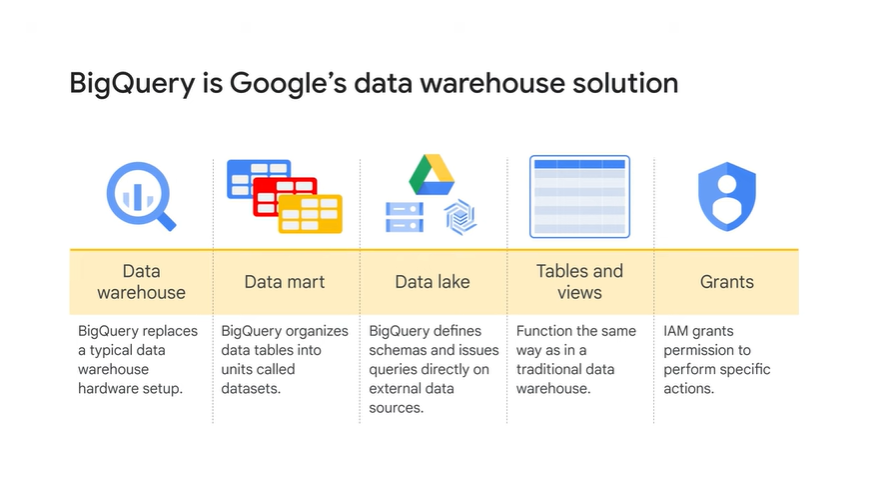 BigQuery is Google’s data warehouse solution
Data
warehouse
BigQuery replaces
a typical data
warehouse
hardware setup.
Data mart
BigQuery organizes
data tables into
units called
datasets.
Data lake
BigQuery defines
schemas and issues
queries directly on
external data
sources.
Tables and
views
Function the same
way as in a
traditional data
warehouse.
Grants
IAM grants
permission to
perform specific
actions.